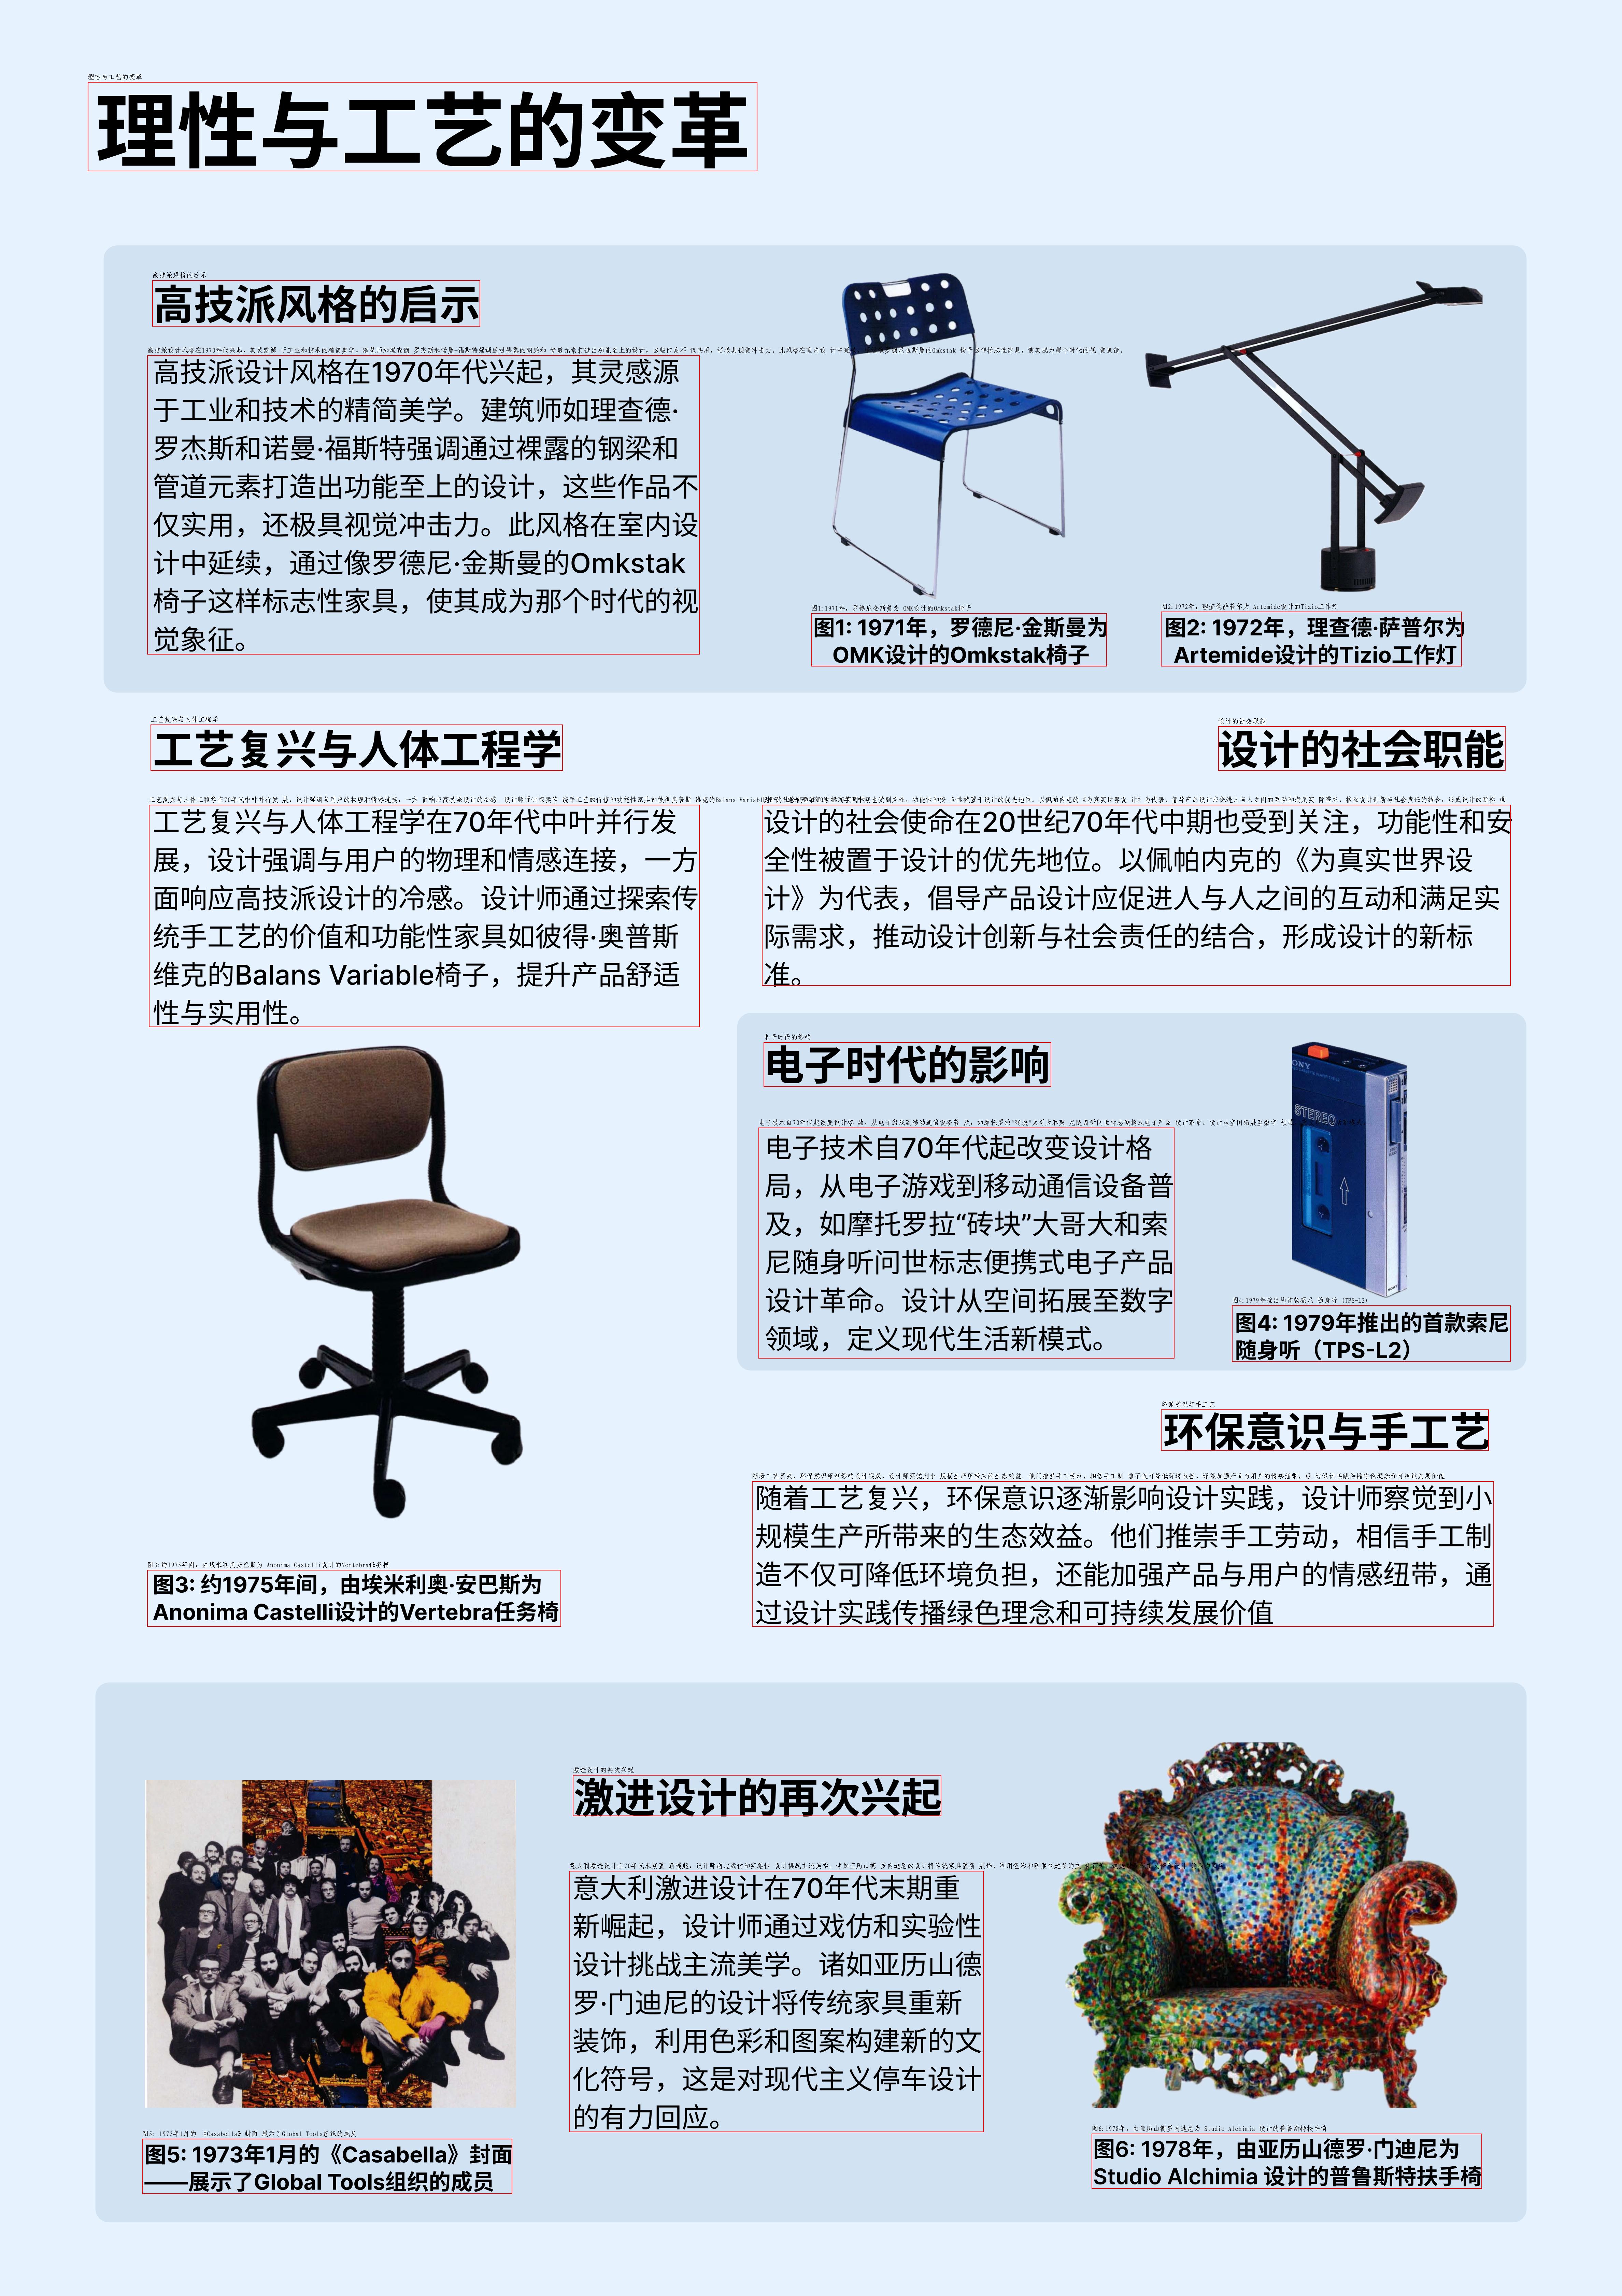 理性与工艺的变革
理性与工艺的变革
高技派风格的启示
高技派风格的启示
高技派设计风格在1970年代兴起，其灵感源
于工业和技术的精简美学。建筑师如理查德·
罗杰斯和诺曼·福斯特强调通过裸露的钢梁和
管道元素打造出功能至上的设计，这些作品不
仅实用，还极具视觉冲击力。此风格在室内设
计中延续，通过像罗德尼·金斯曼的Omkstak
椅子这样标志性家具，使其成为那个时代的视
觉象征。
图1: 1971年，罗德尼·金斯曼为
OMK设计的Omkstak椅子
图2: 1972年，理查德·萨普尔为
Artemide设计的Tizio工作灯
工艺复兴与人体工程学
工艺复兴与人体工程学
工艺复兴与人体工程学在70年代中叶并行发
展，设计强调与用户的物理和情感连接，一方
面响应高技派设计的冷感。设计师通过探索传
统手工艺的价值和功能性家具如彼得·奥普斯
维克的Balans Variable椅子，提升产品舒适
性与实用性。
设计的社会职能
设计的社会职能
设计的社会使命在20世纪70年代中期也受到关注，功能性和安
全性被置于设计的优先地位。以佩帕内克的《为真实世界设
计》为代表，倡导产品设计应促进人与人之间的互动和满足实
际需求，推动设计创新与社会责任的结合，形成设计的新标
准。
电子时代的影响
电子时代的影响
电子技术自70年代起改变设计格
局，从电子游戏到移动通信设备普
及，如摩托罗拉“砖块”大哥大和索
尼随身听问世标志便携式电子产品
设计革命。设计从空间拓展至数字
领域，定义现代生活新模式。
SONY
STEREO
图4: 1979年推出的首款索尼
随身听（TPS-L2）
环保意识与手工艺
环保意识与手工艺
随着工艺复兴，环保意识逐渐影响设计实践，设计师察觉到小
规模生产所带来的生态效益。他们推崇手工劳动，相信手工制
造不仅可降低环境负担，还能加强产品与用户的情感纽带，通
过设计实践传播绿色理念和可持续发展价值
图3: 约1975年间，由埃米利奥·安巴斯为
Anonima Castelli设计的Vertebra任务椅
激进设计的再次兴起
激进设计的再次兴起
意大利激进设计在70年代末期重
新崛起，设计师通过戏仿和实验性
设计挑战主流美学。诸如亚历山德
罗·门迪尼的设计将传统家具重新
装饰，利用色彩和图案构建新的文
化符号，这是对现代主义停车设计
的有力回应。
图5: 1973年1月的《Casabella》封面
——展示了Global Tools组织的成员
图6: 1978年，由亚历山德罗·门迪尼为
Studio Alchimia 设计的普鲁斯特扶手椅